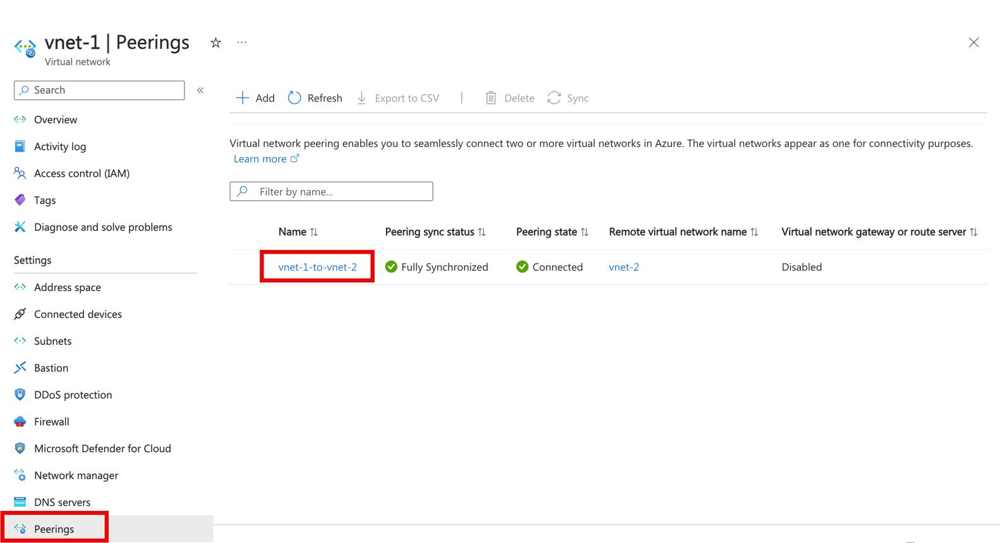 vnet-1 | Peerings
Virtual network
Search
Overview
Activity log
Access control (IAM)
Tags
Diagnose and solve problems
Settings
Address space
Connected devices
Subnets
Bastion
DDoS protection
Firewall
Microsoft Defender for Cloud
Network manager
DNS servers
Peerings
Add Refresh Export to CSV | Delete Sync
Virtual network peering enables you to seamlessly connect two or more virtual networks in Azure. The virtual networks appear as one for connectivity purposes.
Learn more
Filter by name...
Name Peering sync status Peering state Remote virtual network name Virtual network gateway or route server
vnet-1-to-vnet-2 Fully Synchronized Connected vnet-2 Disabled